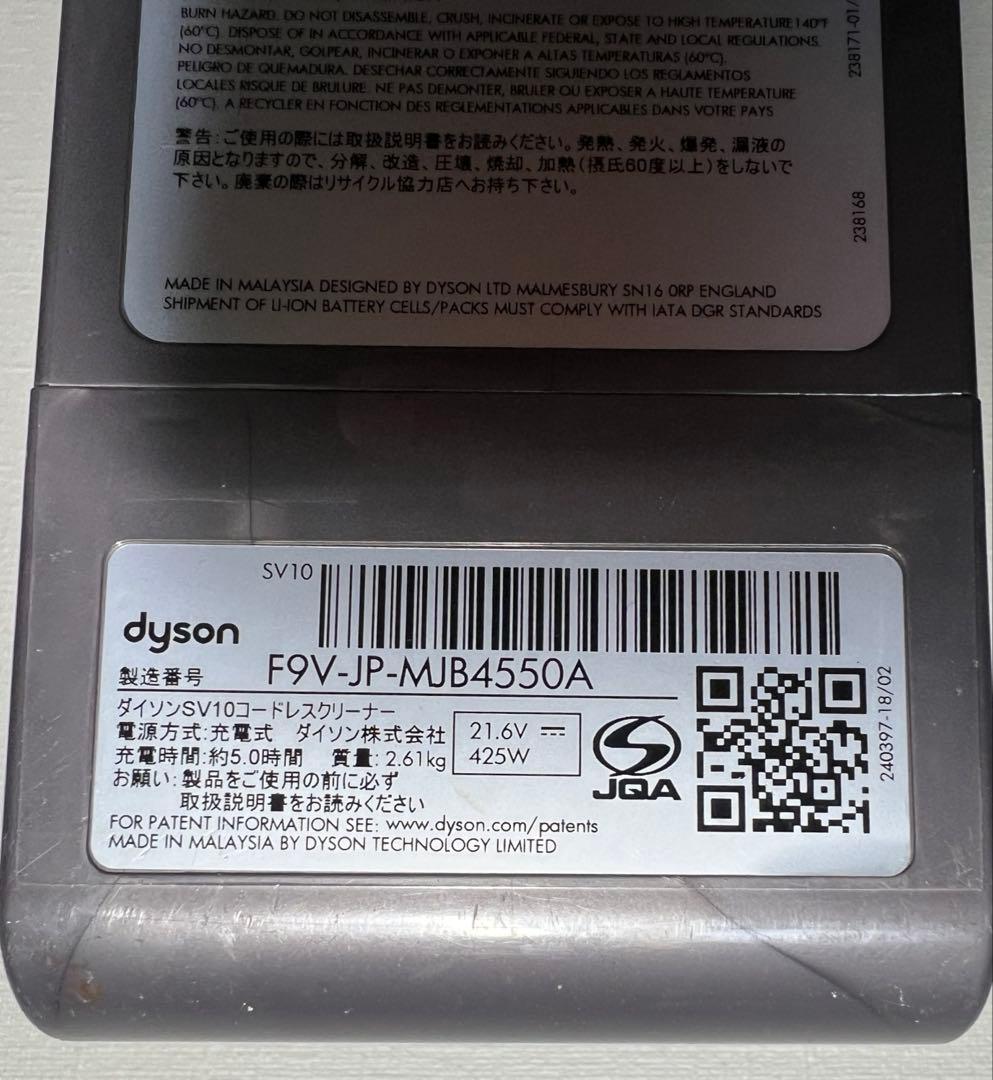 BURN HAZARD. DO NOT DISASSEMBLE, CRUSH, INCINERATE OR EXPOSE TO HIGH TEMPERATURE 140°F
(60°C). DISPOSE OF IN ACCORDANCE WITH APPLICABLE FEDERAL, STATE AND LOCAL REGULATIONS.
NO DESMONTAR, GOLPEAR, INCINERAR O EXPONER A ALTAS TEMPERATURAS (60°C).
PELIGRO DE QUEMADURA. DESECHAR CORRECTAMENTE SIGUIENDO LOS REGLAMENTOS
LOCALES RISQUE DE BRULURE. NE PAS DEMONTER, BRULER OU EXPOSER A HAUTE TEMPERATURE
(60°C). A RECYCLER EN FONCTION DES REGLEMENTATIONS APPLICABLES DANS VOTRE PAYS
238171-01/
警告:ご使用の際には取扱説明書をお読みください。発熱、発火、爆発、漏液の
原因となりますので、分解、改造、圧壊、焼却、加熱(摂氏60度以上)をしないで
下さい。廃棄の際はリサイクル協力店へお持ち下さい。
238168
MADE IN MALAYSIA DESIGNED BY DYSON LTD MALMESBURY SN16 0RP ENGLAND
SHIPMENT OF LI-ION BATTERY CELLS/PACKS MUST COMPLY WITH IATA DGR STANDARDS
SV10
dyson
製造番号 F9V-JP-MJB4550A
ダイソンSV10コードレスクリーナー
電源方式:充電式 ダイソン株式会社
充電時間:約5.0時間 質量:2.61kg
21.6V
425W
JQA
お願い:製品をご使用の前に必ず
取扱説明書をお読みください
FOR PATENT INFORMATION SEE: www.dyson.com/patents
MADE IN MALAYSIA BY DYSON TECHNOLOGY LIMITED
240397-18/02